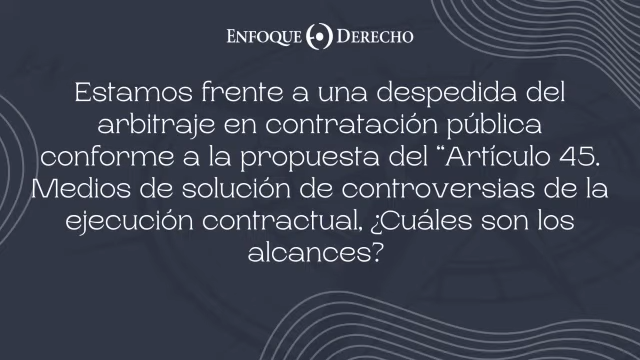 ENFOQUE DERECHO
Estamos frente a una despedida del
arbitraje en contratación pública
conforme a la propuesta del “Artículo 45.
Medios de solución de controversias de la
ejecución contractual, ¿Cuáles son los
alcances?